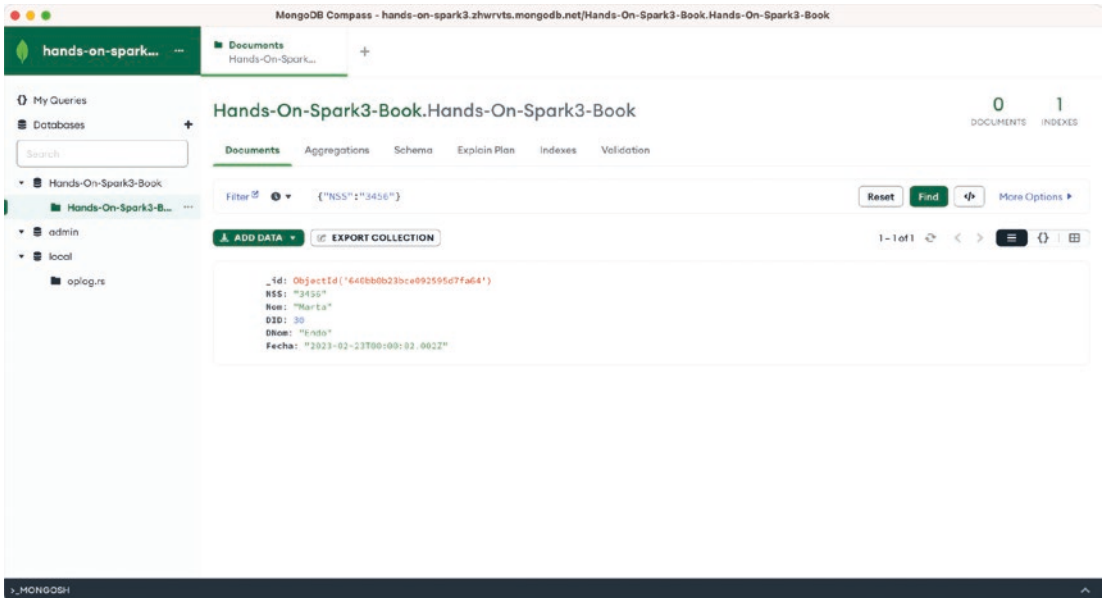 MongoDB Compass - hands-on-spark3.zhwrvts.mongodb.net/Hands-On-Spark3-Book.Hands-On-Spark3-Book
hands-on-spark... ...
Documents
Hands-On-Spark...
+
{} My Queries
Databases +
Search
Hands-On-Spark3-Book
Hands-On-Spark3-B... ...
admin
local
oplog.rs
Hands-On-Spark3-Book.Hands-On-Spark3-Book
0 1
DOCUMENTS INDEXES
Documents Aggregations Schema Explain Plan Indexes Validation
Filter {"NSS":"3456"} Reset Find </> More Options
ADD DATA EXPORT COLLECTION 1-1 of 1 < > {}
_id: ObjectId('640bb0b23bce092595d7fa64')
NSS: "3456"
Nom: "Marta"
DID: 30
DNom: "Endo"
Fecha: "2023-02-23T00:00:02.002Z"
>_MONGOSH